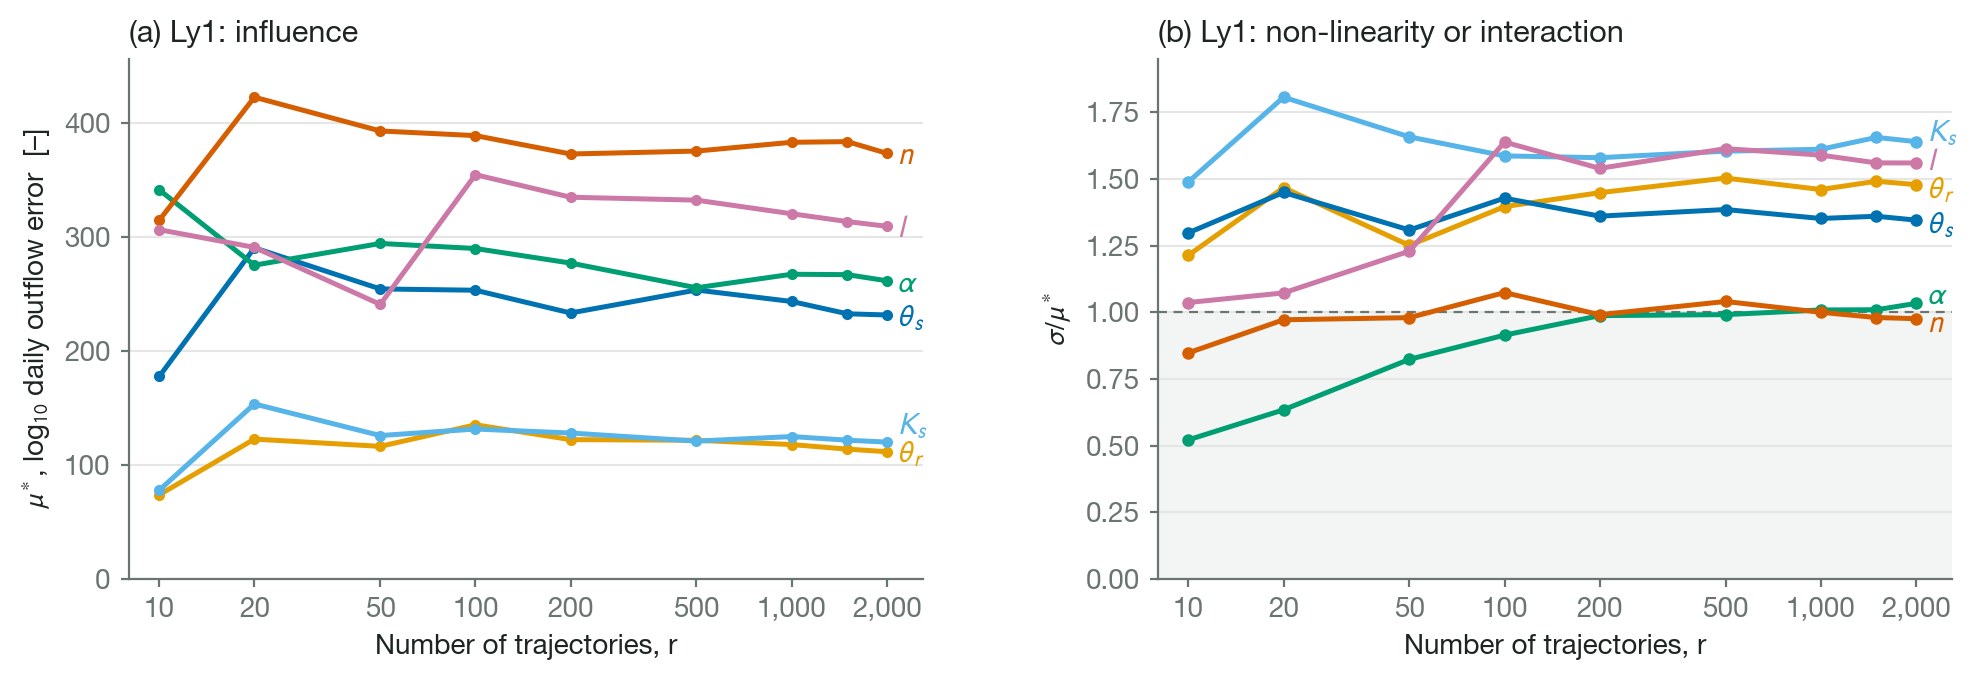 (a) Ly1: influence
μ*, log₁₀ daily outflow error [–]
400
300
200
100
0
n
l
α
θₛ
Kₛ
θᵣ
10 20 50 100 200 500 1,000 2,000
Number of trajectories, r
(b) Ly1: non-linearity or interaction
σ/μ*
1.75
1.50
1.25
1.00
0.75
0.50
0.25
0.00
Kₛ
l
θᵣ
θₛ
α
n
10 20 50 100 200 500 1,000 2,000
Number of trajectories, r